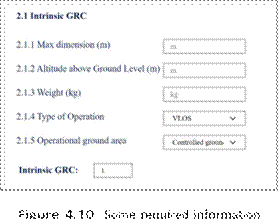 2.1 Intrinsic GRC
2.1.1 Max dimension (m) m
2.1.2 Altitude above Ground Level (m) m
2.1.3 Weight (kg) kg
2.1.4 Type of Operation VLOS
2.1.5 Operational ground area Controlled groun
Intrinsic GRC: 1
Figure 4.10 Some required information